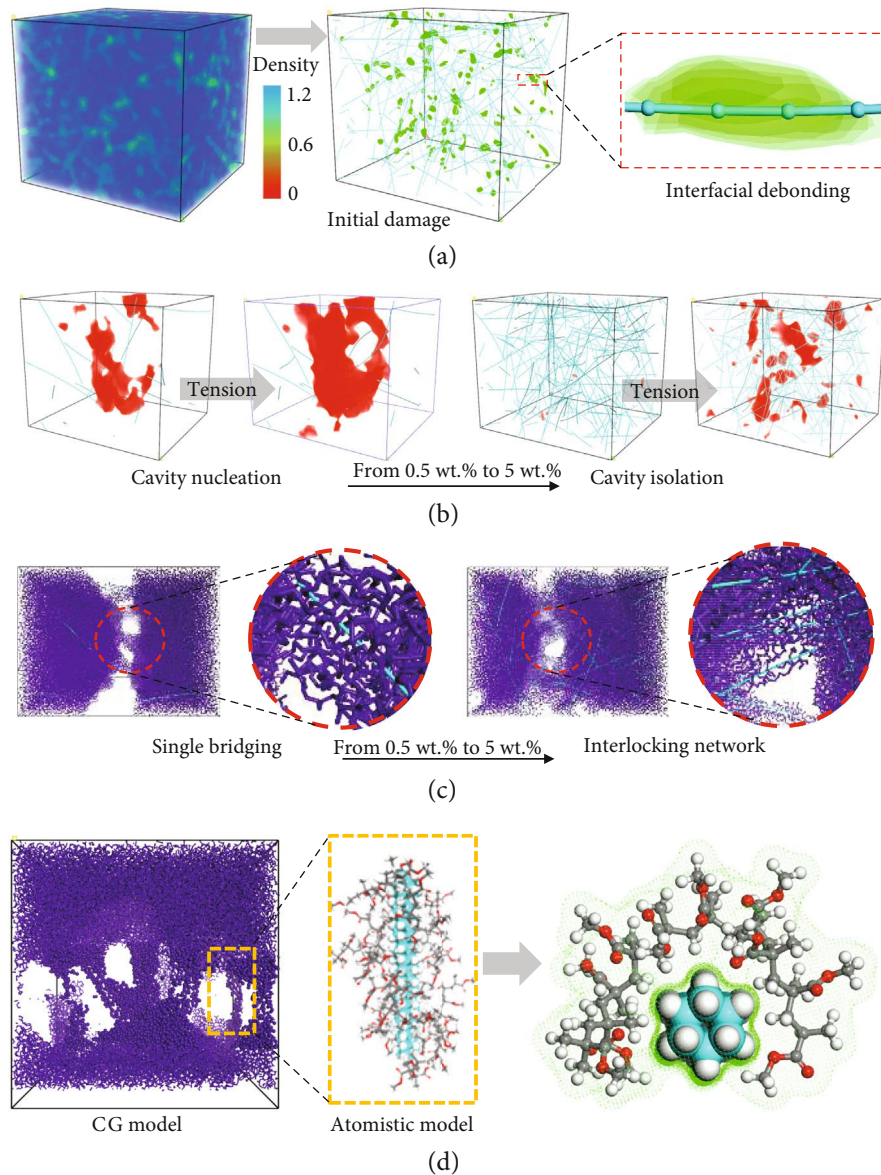 Density
1.2
0.6
0
Initial damage
Interfacial debonding
(a)
Tension
Tension
Cavity nucleation
From 0.5 wt.% to 5 wt.%
Cavity isolation
(b)
Single bridging
From 0.5 wt.% to 5 wt.%
Interlocking network
(c)
CG model
Atomistic model
(d)